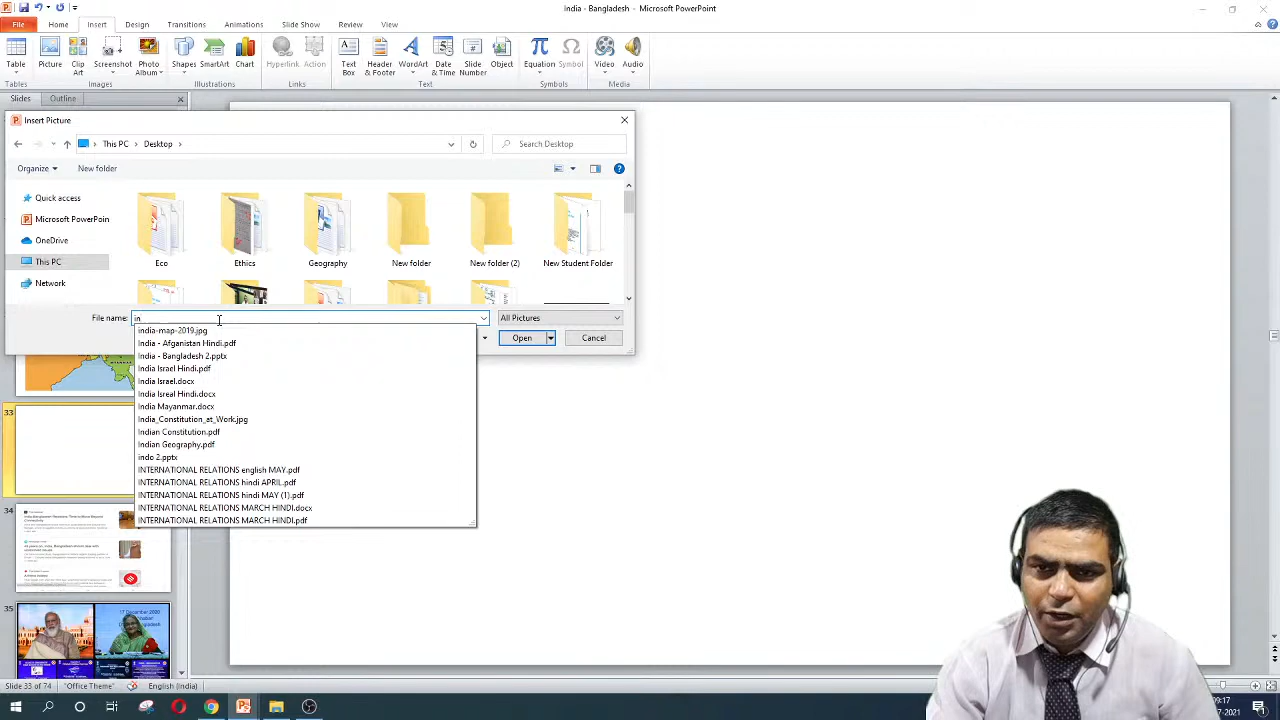 India - Bangladesh - Microsoft PowerPoint
File Home Insert Design Transitions Animations Slide Show Review View
Table Picture Clip Art Screenshot Photo Album Shapes SmartArt Chart Hyperlink Action Text Box Header & Footer WordArt Date & Time Slide Number Object Equation Symbol Video Audio
Tables Images Illustrations Links Text Symbols Media
Slides Outline
Insert Picture
This PC Desktop
Search Desktop
Organize New folder
Quick access
Microsoft PowerPoin
OneDrive
This PC
Network
Eco Ethics Geography New folder New folder (2) New Student Folder
File name: in All Pictures
Open Cancel
india-map-2019.jpg
India - Afganistan Hindi.pdf
India - Bangladesh 2.pptx
India Israel Hindi.pdf
India Israel.docx
India Isreal Hindi.docx
India Mayanmar.docx
India_Constitution_at_Work.jpg
Indian Constitution.pdf
Indian Geography.pdf
indo 2.pptx
INTERNATIONAL RELATIONS english MAY.pdf
INTERNATIONAL RELATIONS hindi APRIL.pdf
INTERNATIONAL RELATIONS hindi MAY (1).pdf
INTERNATIONAL RELATIONS MARCH HINDI.docx
INTERNATIONAL RELATIONS MARCH HINDI.pdf
33
34
35
17 December 2020
Slide 33 of 74 "Office Theme" English (India)
09:17
-2021